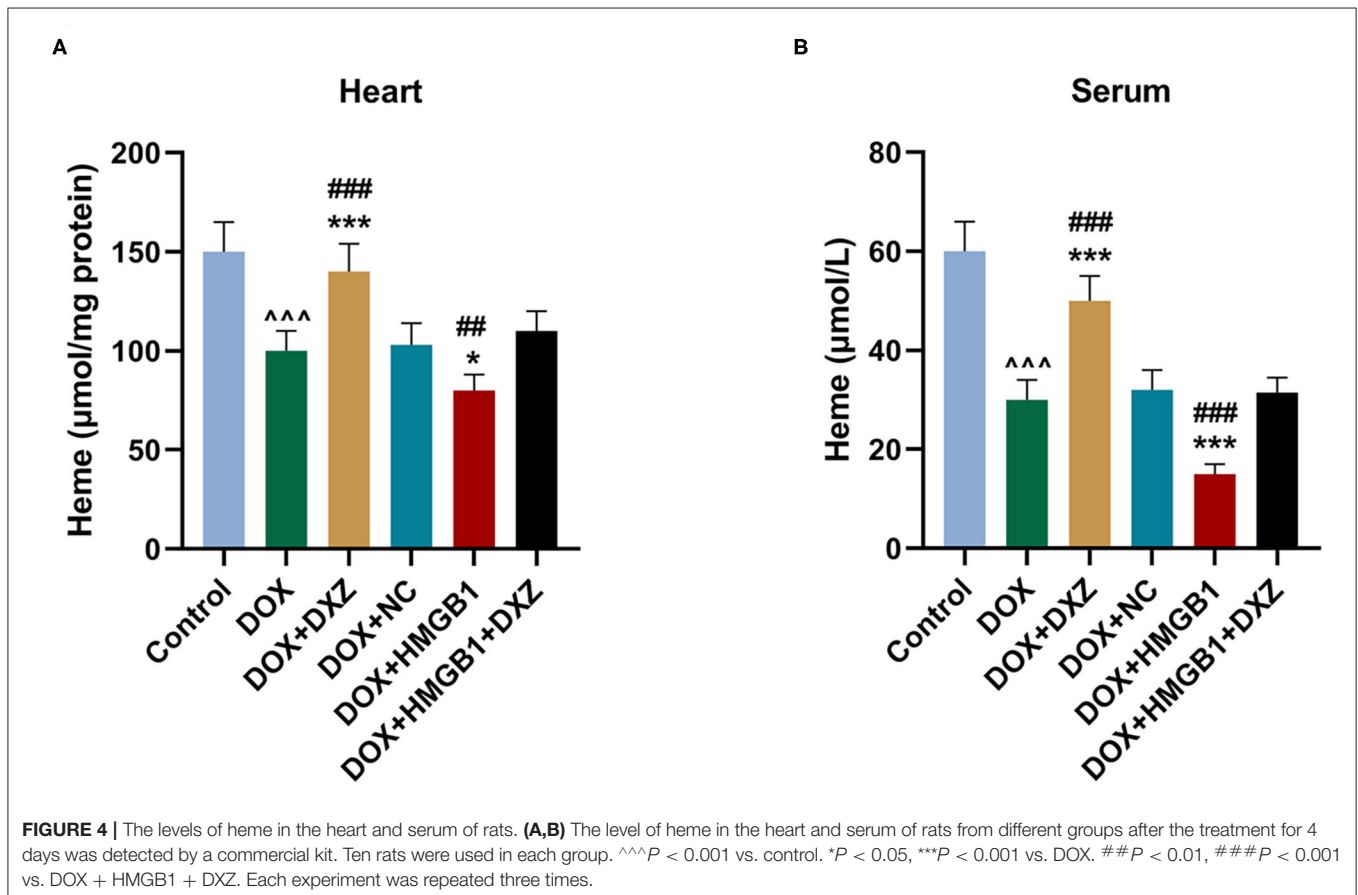 A
Heart
Heme (µmol/mg protein)
200
150
100
50
0
^^^
###
***
##
*
Control
DOX
DOX+DXZ
DOX+NC
DOX+HMGB1
DOX+HMGB1+DXZ
B
Serum
Heme (µmol/L)
80
60
40
20
0
^^^
###
***
###
***
Control
DOX
DOX+DXZ
DOX+NC
DOX+HMGB1
DOX+HMGB1+DXZ
FIGURE 4 | The levels of heme in the heart and serum of rats. (A,B) The level of heme in the heart and serum of rats from different groups after the treatment for 4
days was detected by a commercial kit. Ten rats were used in each group. ^^^P < 0.001 vs. control. *P < 0.05, ***P < 0.001 vs. DOX. ##P < 0.01, ###P < 0.001
vs. DOX + HMGB1 + DXZ. Each experiment was repeated three times.